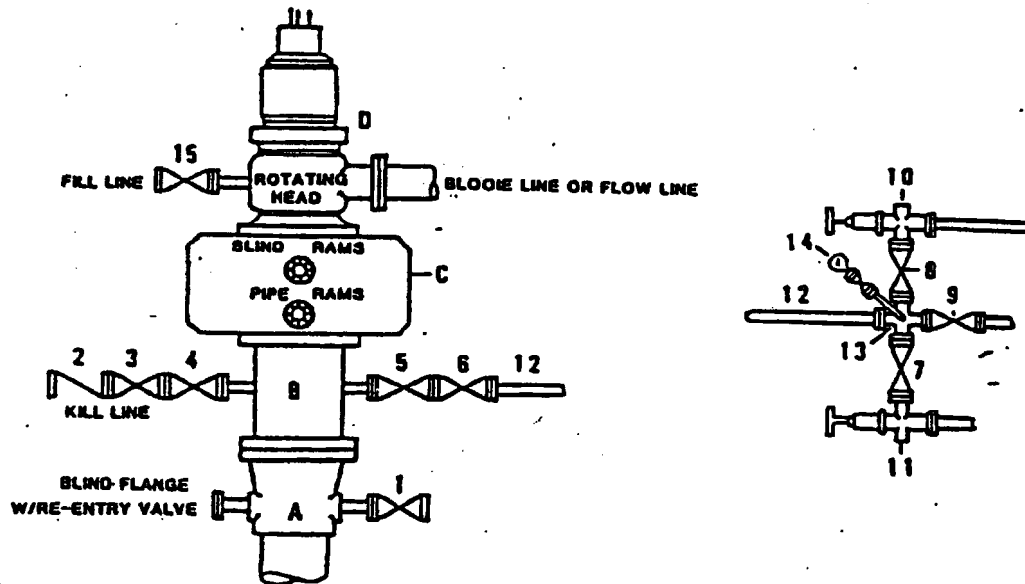 D
15
FILL LINE
ROTATING
HEAD
BLOOIE LINE OR FLOW LINE
BLIND RAMS
C
PIPE RAMS
2 3 4
5 6 12
B
KILL LINE
BLIND FLANGE
W/RE-ENTRY VALVE
1
A
10
14
8
9
12
13
7
11